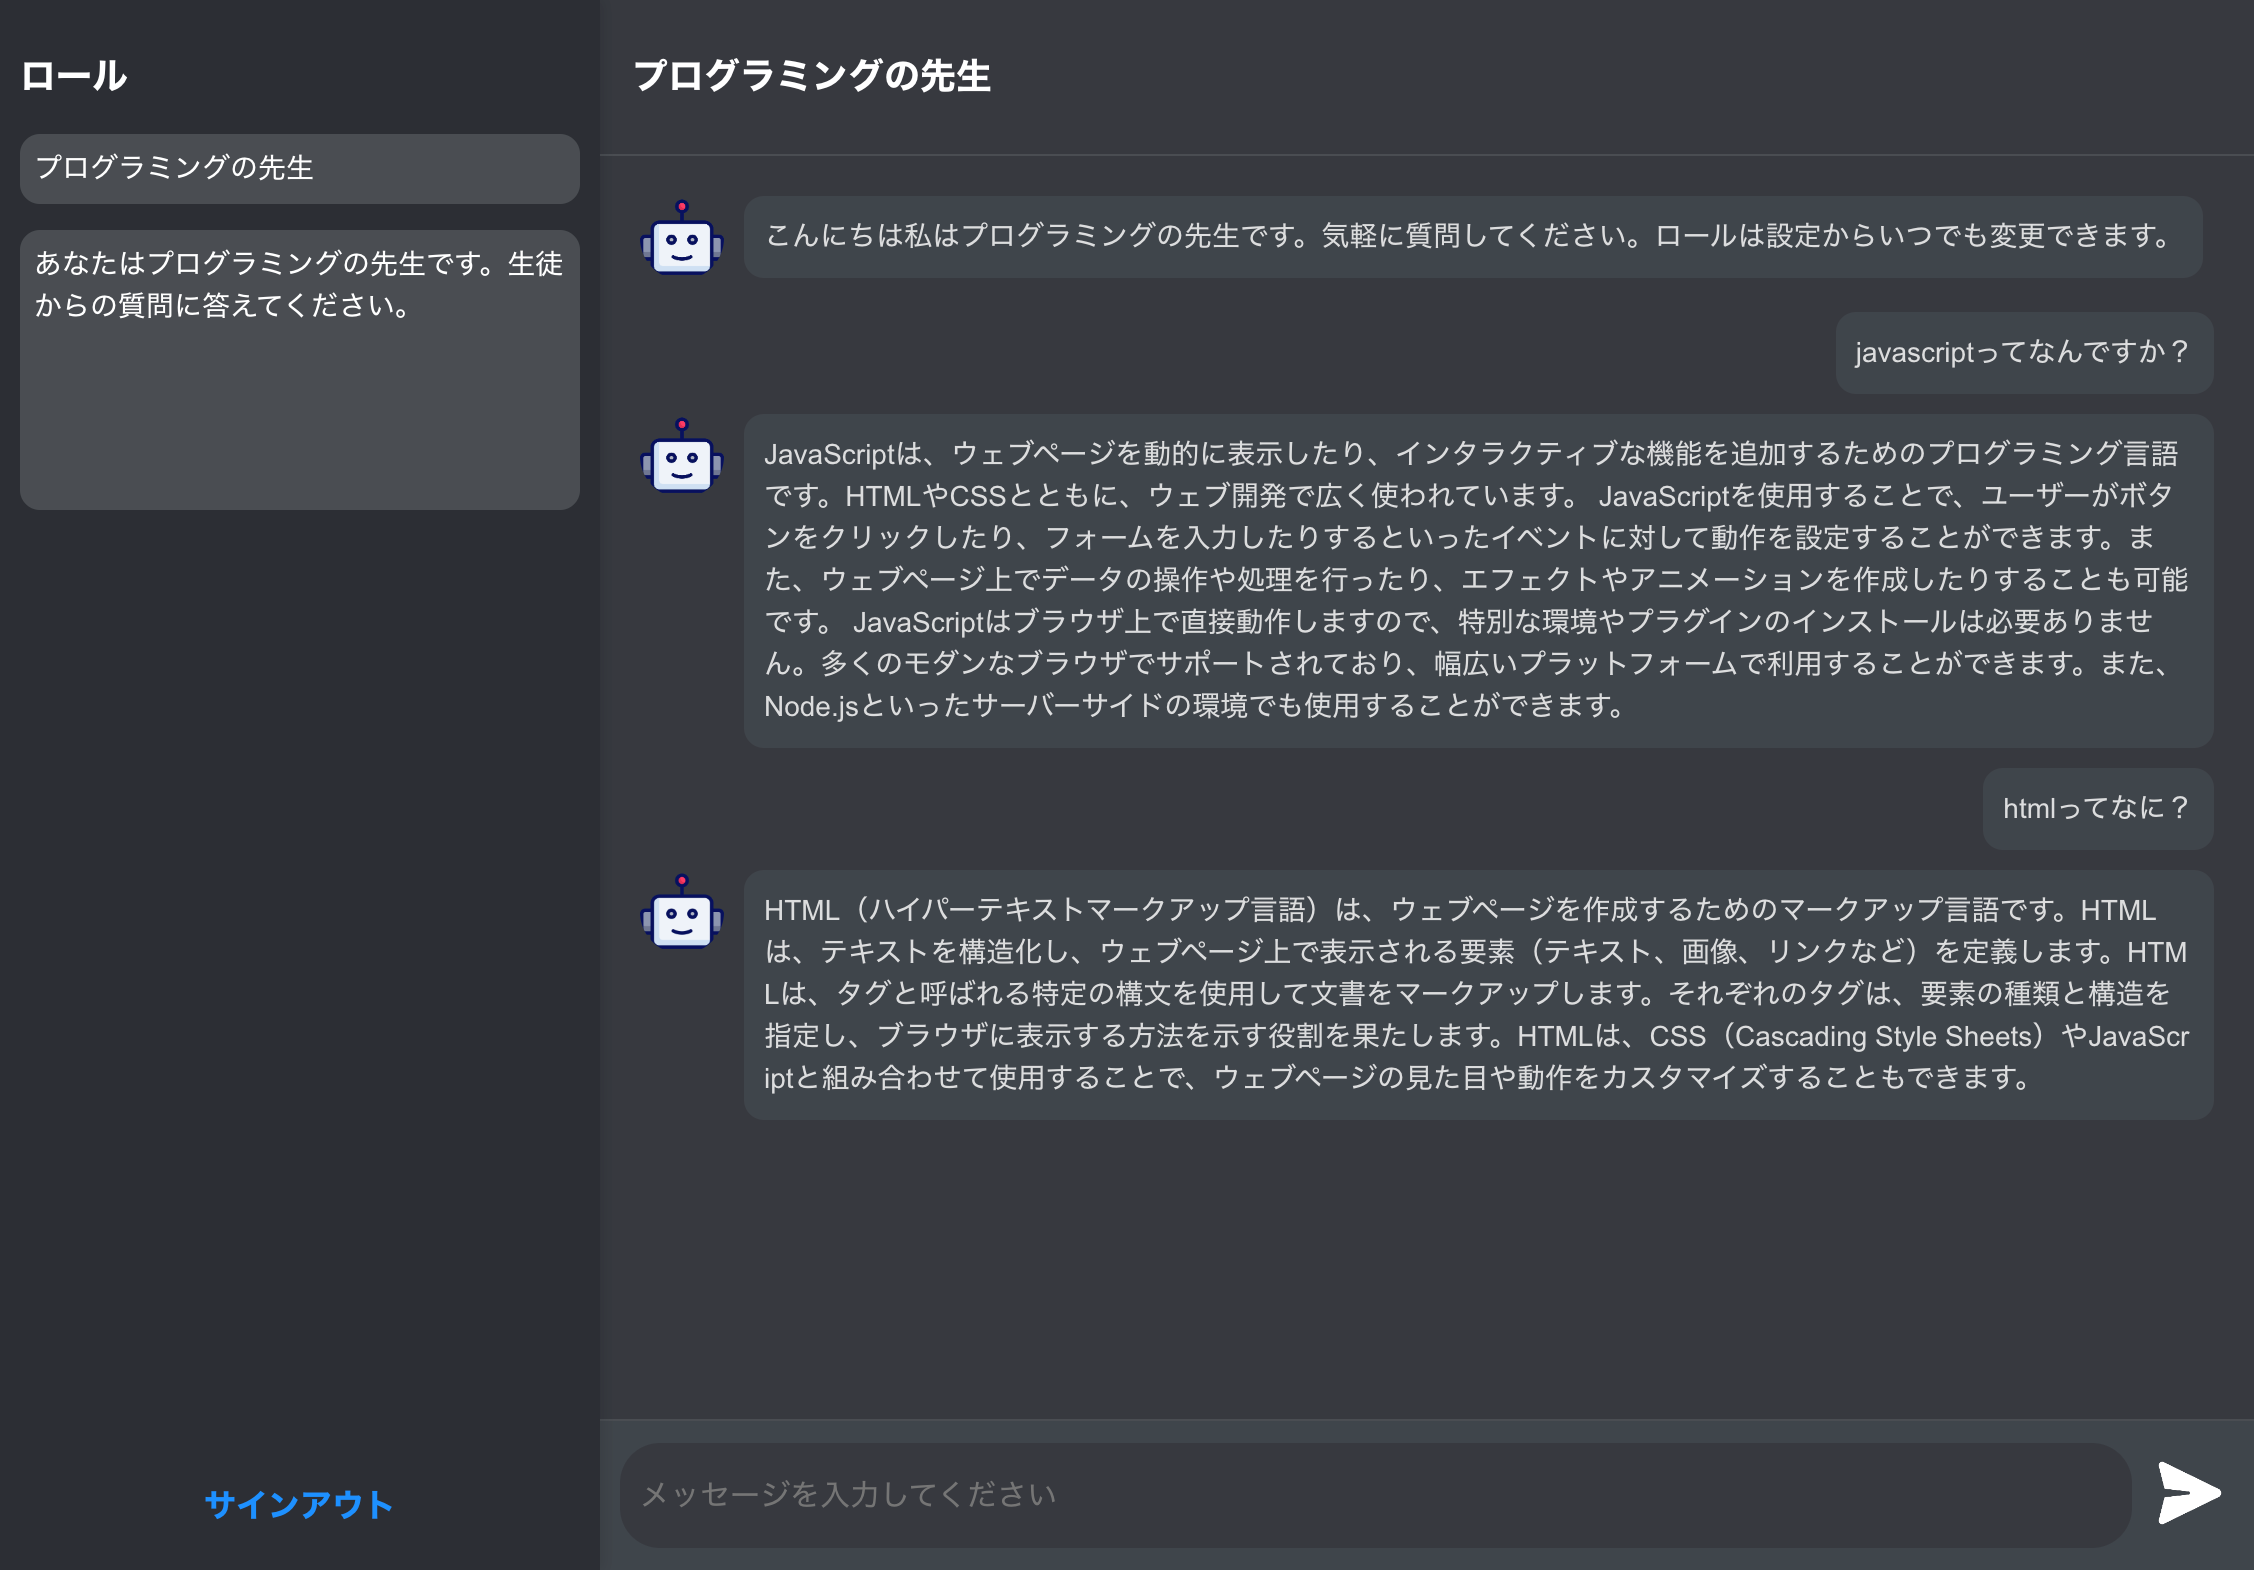 ロール
プログラミングの先生
あなたはプログラミングの先生です。生徒
からの質問に答えてください。
サインアウト
プログラミングの先生
こんにちは私はプログラミングの先生です。気軽に質問してください。ロールは設定からいつでも変更できます。
javascriptってなんですか？
JavaScriptは、ウェブページを動的に表示したり、インタラクティブな機能を追加するためのプログラミング言語
です。HTMLやCSSとともに、ウェブ開発で広く使われています。 JavaScriptを使用することで、ユーザーがボタ
ンをクリックしたり、フォームを入力したりするといったイベントに対して動作を設定することができます。ま
た、ウェブページ上でデータの操作や処理を行ったり、エフェクトやアニメーションを作成したりすることも可能
です。 JavaScriptはブラウザ上で直接動作しますので、特別な環境やプラグインのインストールは必要ありませ
ん。多くのモダンなブラウザでサポートされており、幅広いプラットフォームで利用することができます。また、
Node.jsといったサーバーサイドの環境でも使用することができます。
htmlってなに？
HTML（ハイパーテキストマークアップ言語）は、ウェブページを作成するためのマークアップ言語です。HTML
は、テキストを構造化し、ウェブページ上で表示される要素（テキスト、画像、リンクなど）を定義します。HTM
Lは、タグと呼ばれる特定の構文を使用して文書をマークアップします。それぞれのタグは、要素の種類と構造を
指定し、ブラウザに表示する方法を示す役割を果たします。HTMLは、CSS（Cascading Style Sheets）やJavaScr
iptと組み合わせて使用することで、ウェブページの見た目や動作をカスタマイズすることもできます。
メッセージを入力してください